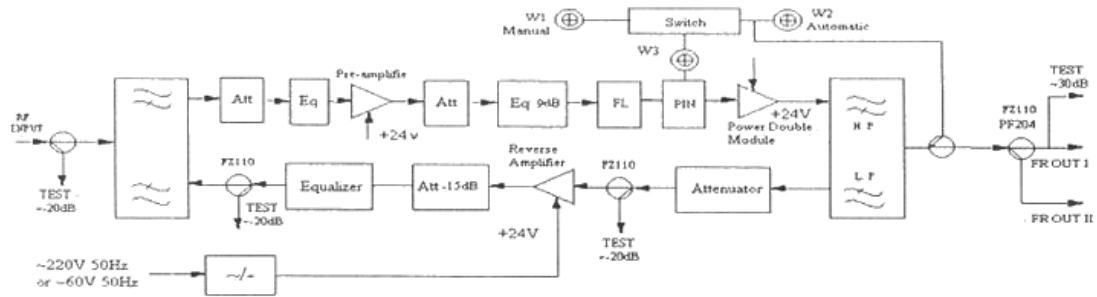 W1
Manual
Switch
W2
Automatic
W3
TEST
~30dB
Pre-amplifie
RF
INPUT
Att
Eq
Att
Eq 9dB
FL
PIN
+24v
+24V
Power Double
Module
H P
L P
FZ110
PF204
FR OUT I
FR OUT II
TEST
~-20dB
FZ110
TEST
~-20dB
Equalizer
Att -15dB
Reverse
Amplifier
FZ110
Attenuator
TEST
~-20dB
+24V
~220V 50Hz
or ~60V 50Hz
~/-